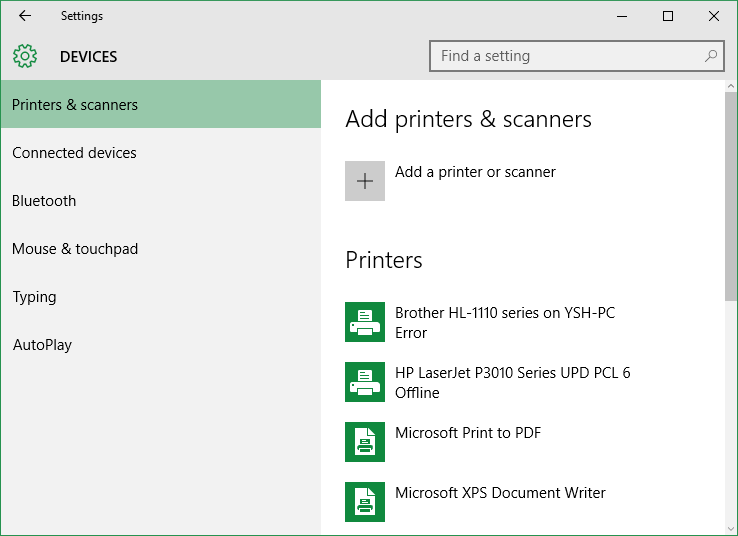 Settings
DEVICES
Find a setting
Printers & scanners
Connected devices
Bluetooth
Mouse & touchpad
Typing
AutoPlay
Add printers & scanners
Add a printer or scanner
Printers
Brother HL-1110 series on YSH-PC
Error
HP LaserJet P3010 Series UPD PCL 6
Offline
Microsoft Print to PDF
Microsoft XPS Document Writer